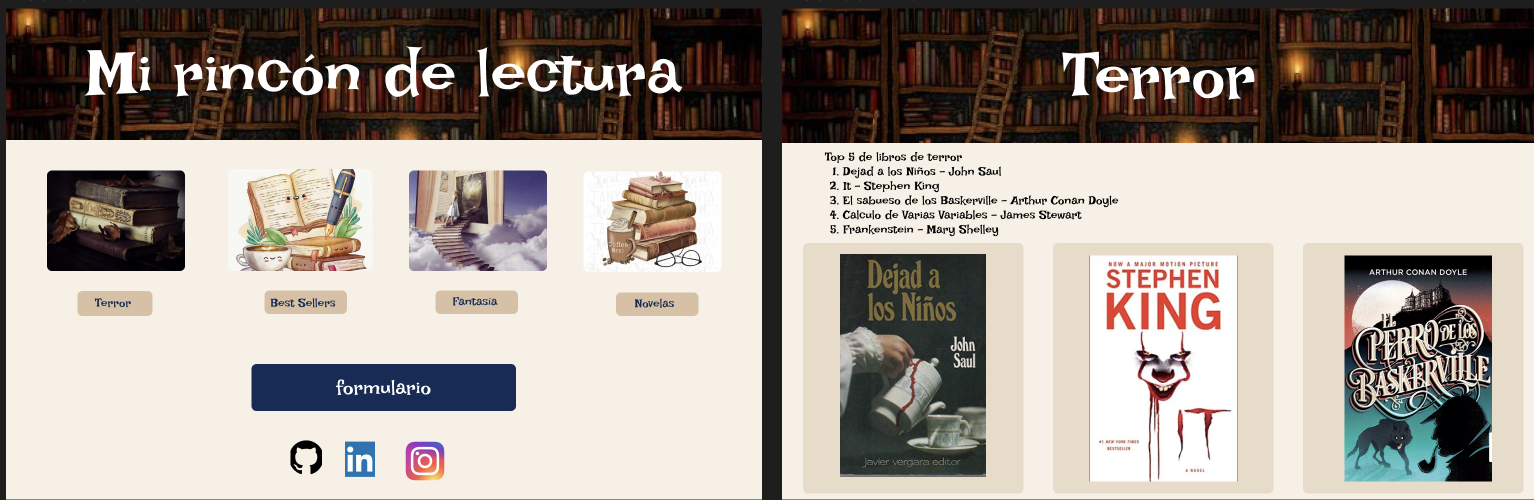 Mi rincón de lectura
Terror
Best Sellers
Fantasía
Novelas
formulario
in
Terror
Top 5 de libros de terror
1. Dejad a los Niños - John Saul
2. It - Stephen King
3. El sabueso de los Baskerville - Arthur Conan Doyle
4. Calculo de Varias Variables - James Stewart
5. Frankenstein - Mary Shelley
Dejad a
los Niños
John
Saul
Javier vergara editor
NOW A MAJOR MOTION PICTURE
STEPHEN
KING
IT
#1 NEW YORK TIMES
BESTSELLER
A NOVEL
ARTHUR CONAN DOYLE
EL
PERRO DE LOS
BASKERVILLE